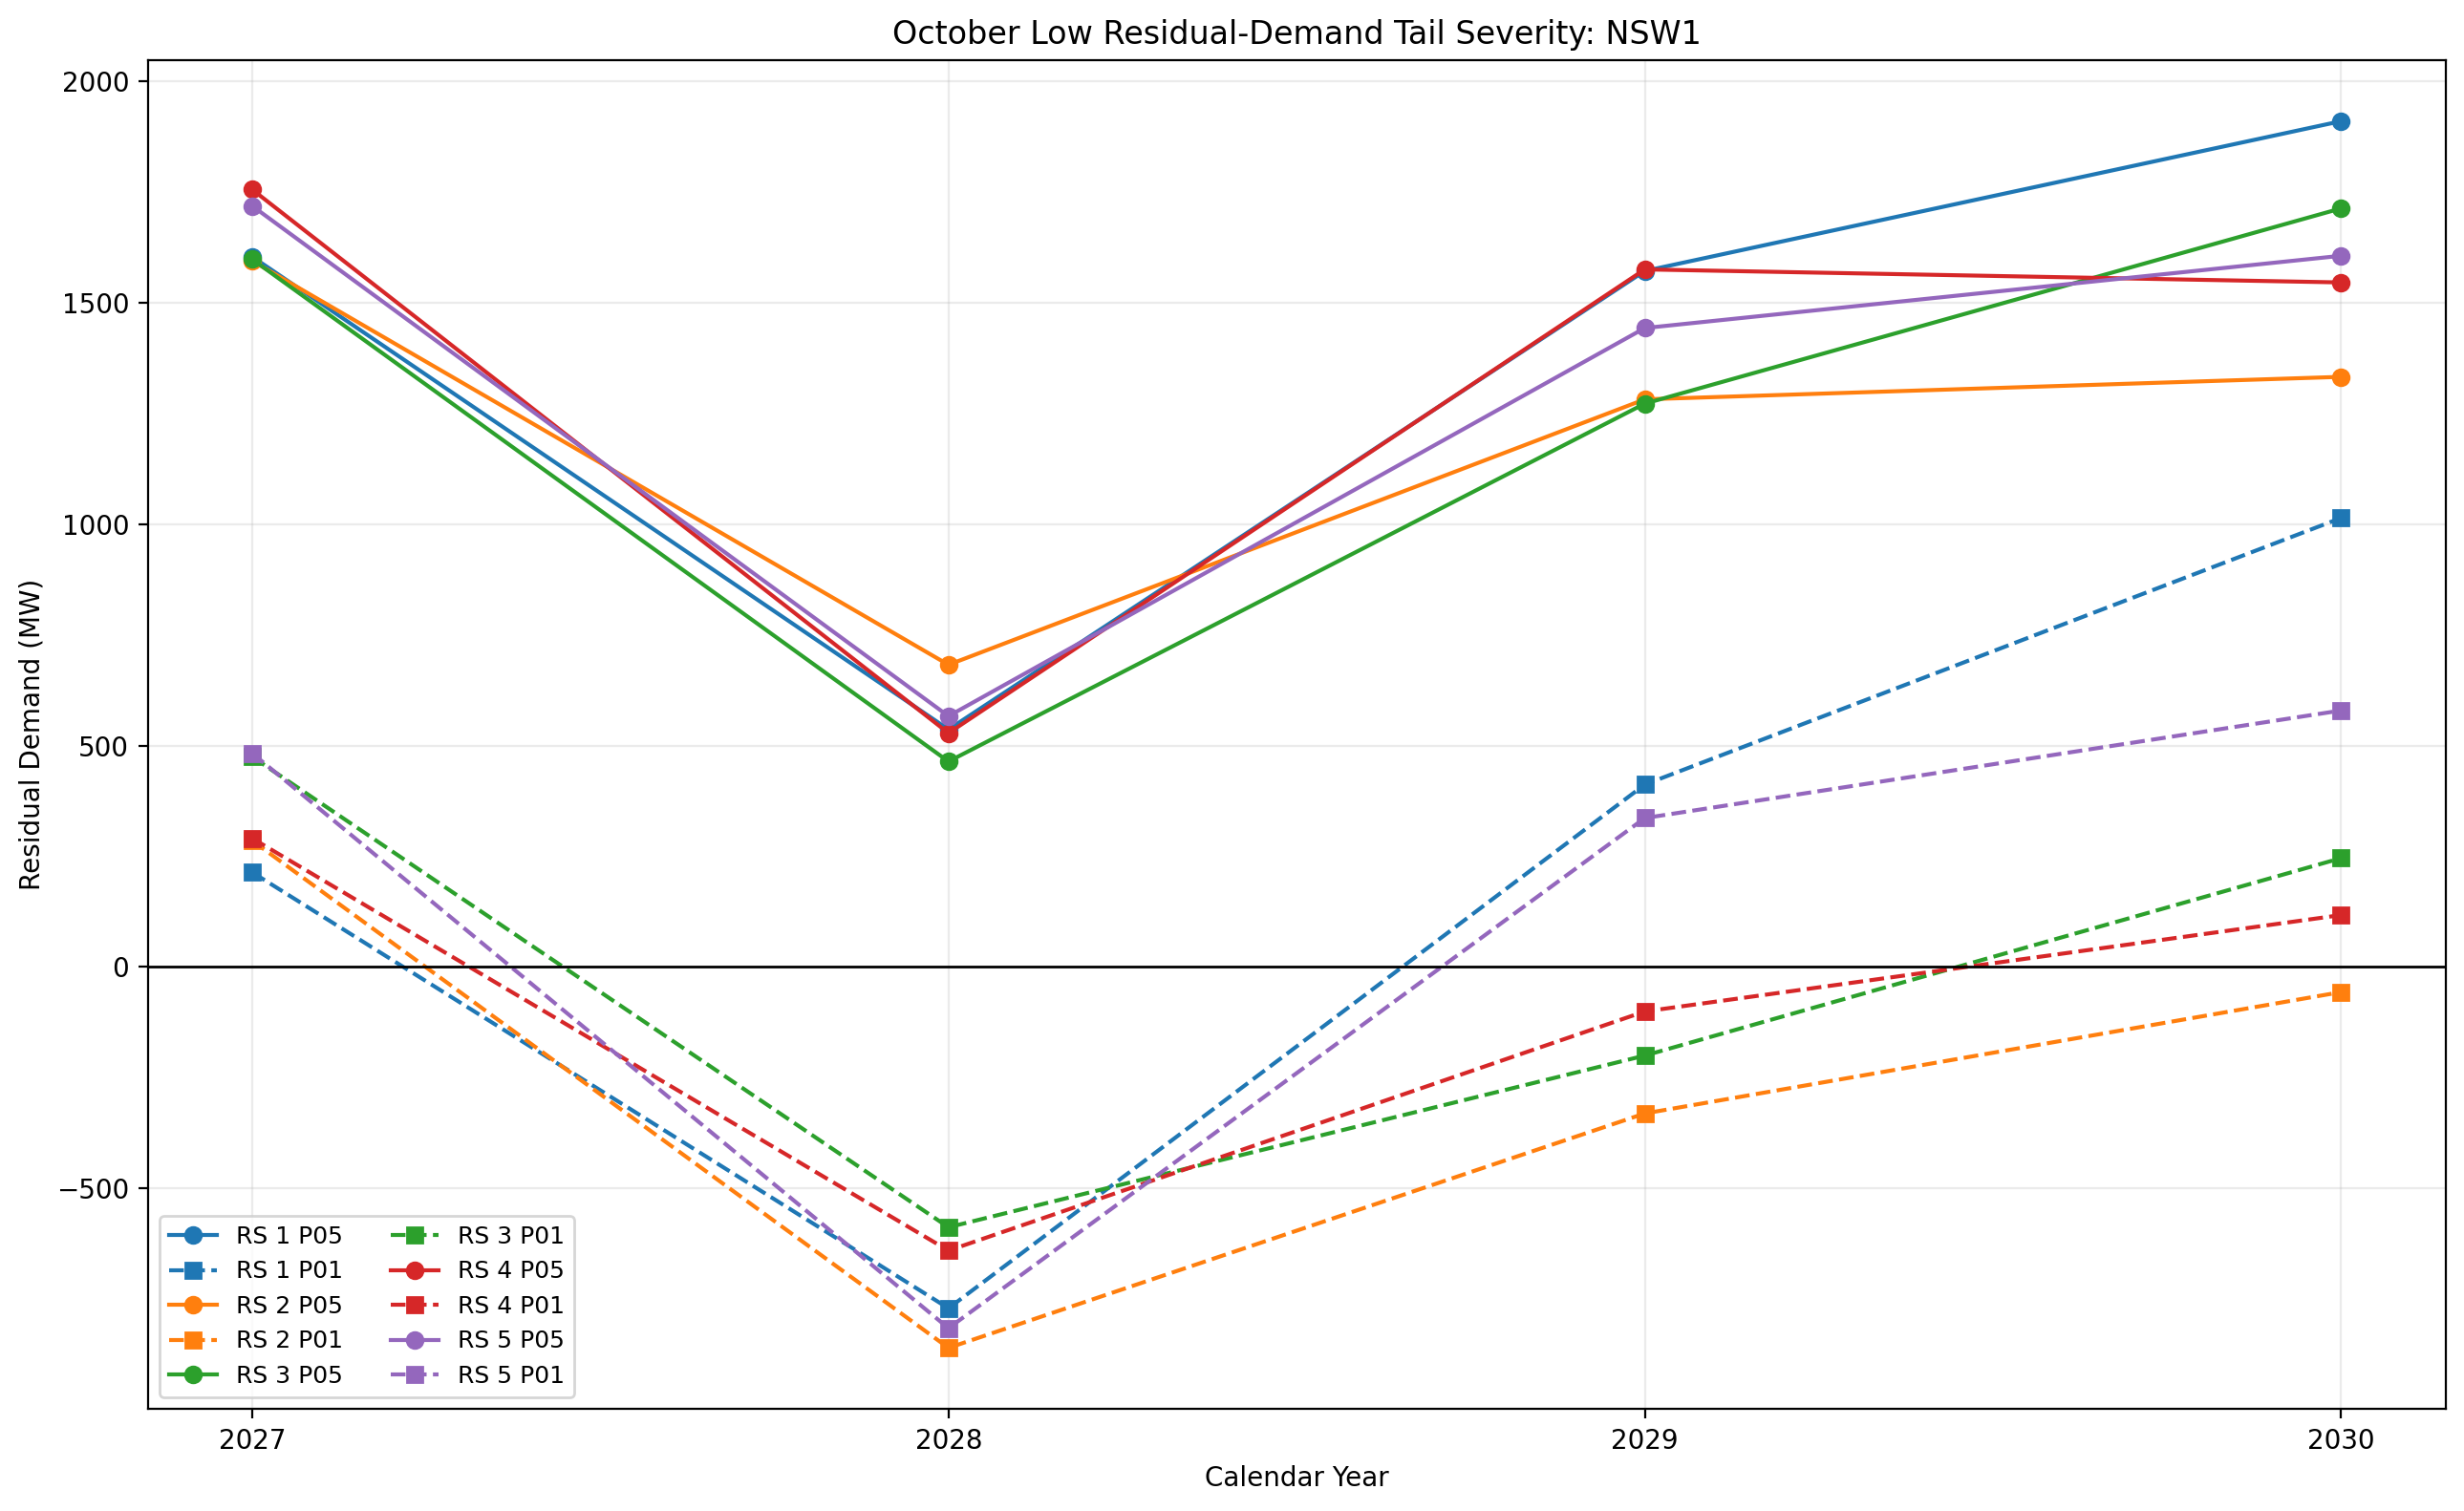 October Low Residual-Demand Tail Severity: NSW1
2000
1500
1000
500
0
−500
Residual Demand (MW)
RS 1 P05
RS 1 P01
RS 2 P05
RS 2 P01
RS 3 P05
RS 3 P01
RS 4 P05
RS 4 P01
RS 5 P05
RS 5 P01
2027
2028
2029
2030
Calendar Year